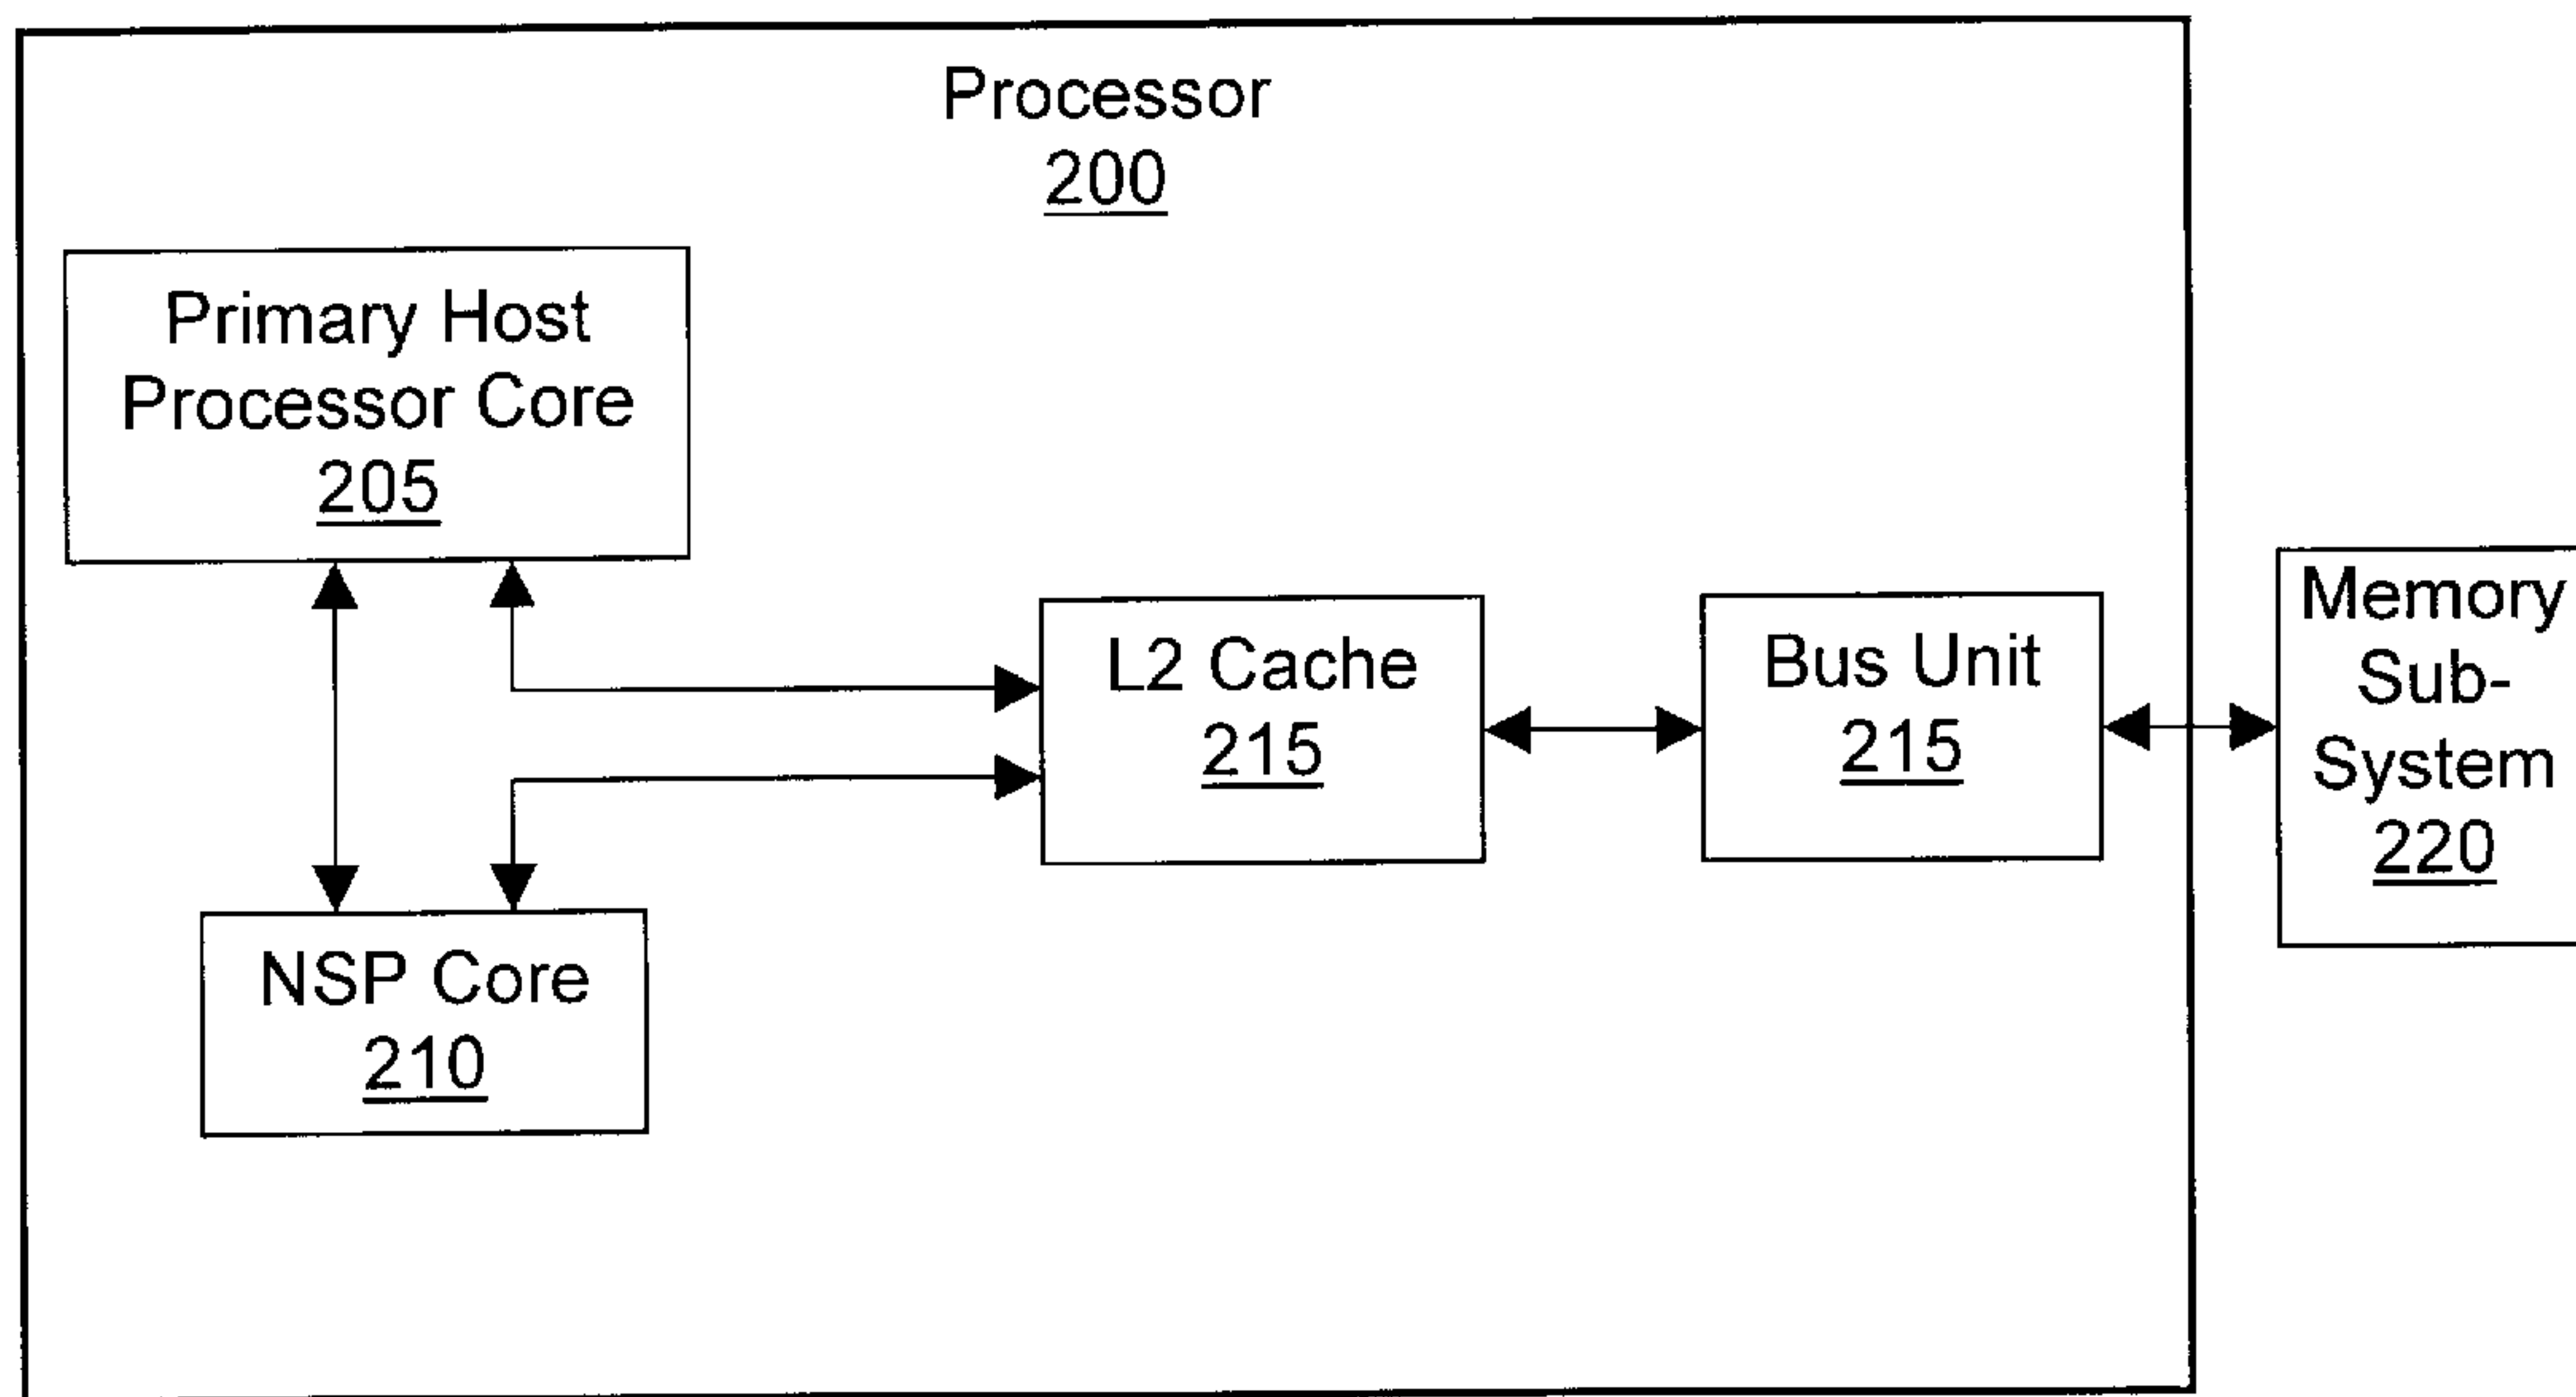 Processor
200
Primary Host
Processor Core
205
L2 Cache
215
Bus Unit
215
Memory
Sub-
System
220
NSP Core
210